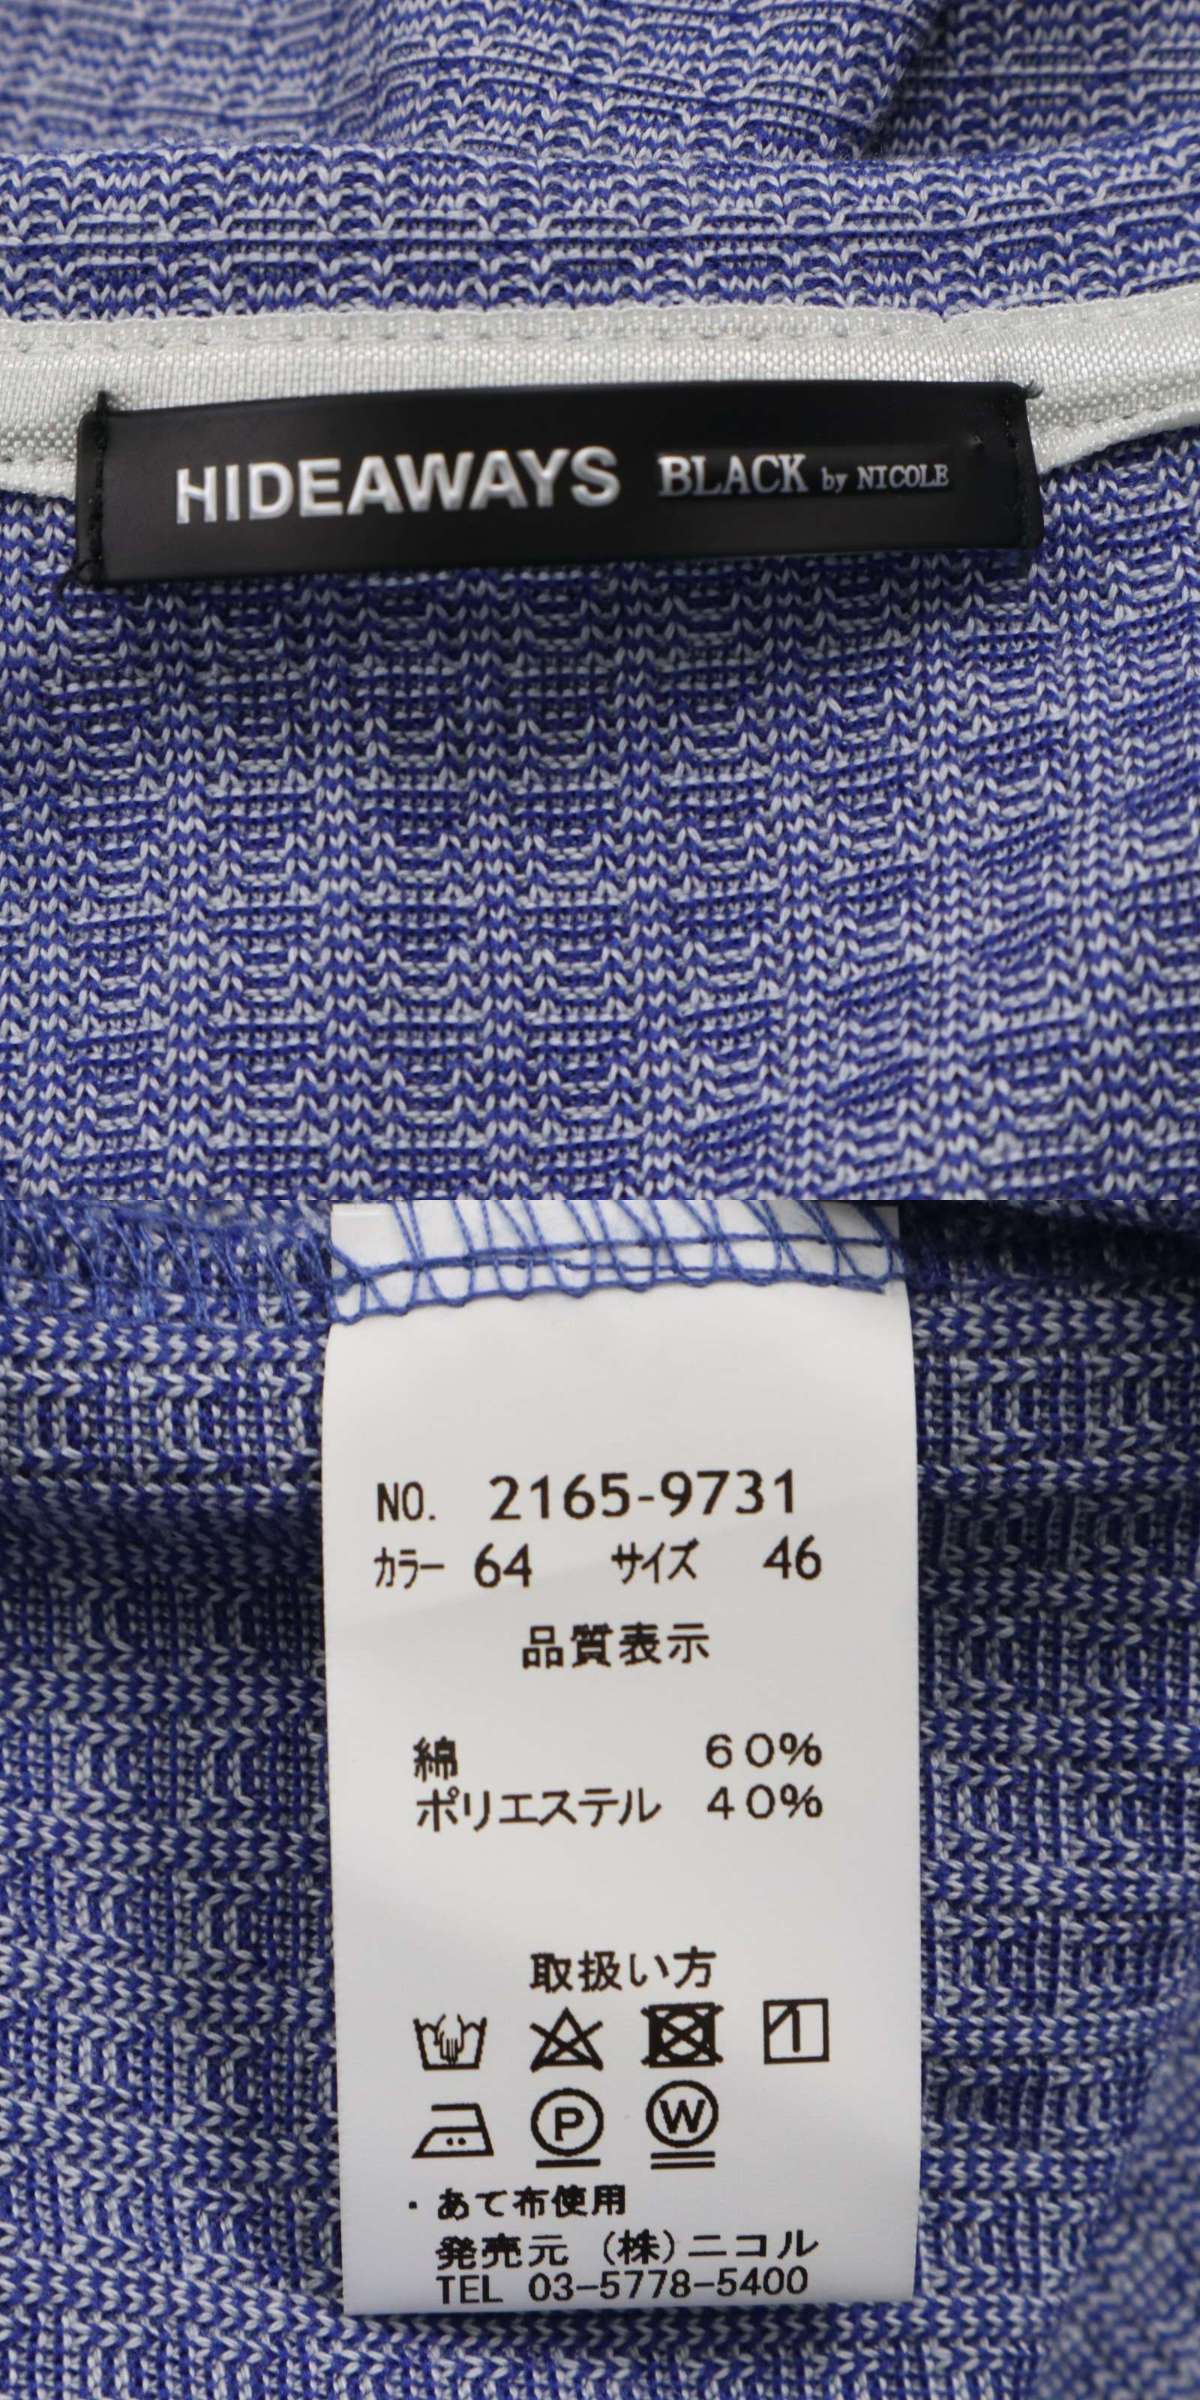 HIDEAWAYS BLACK by NICOLE
NO. 2165-9731
カラー 64 サイズ 46
品質表示
綿 60%
ポリエステル 40%
取扱い方
P W
・あて布使用
発売元 (株)ニコル
TEL 03-5778-5400